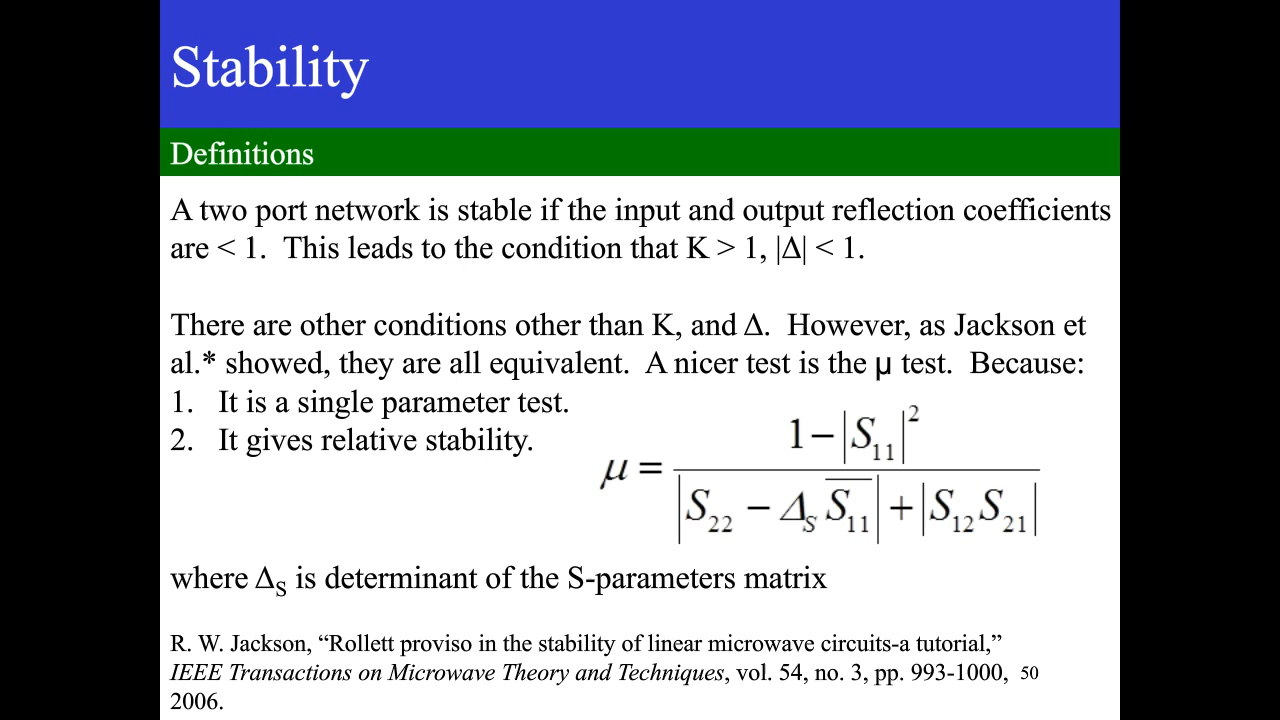 Stability
Definitions
A two port network is stable if the input and output reflection coefficients
are < 1.  This leads to the condition that K > 1, |Δ| < 1.
There are other conditions other than K, and Δ.  However, as Jackson et
al.* showed, they are all equivalent.  A nicer test is the μ test.  Because:
1.   It is a single parameter test.
2.   It gives relative stability.
μ = (1 − |S₁₁|²) / (|S₂₂ − Δ_S S̅₁₁| + |S₁₂S₂₁|)
where Δ_S is determinant of the S-parameters matrix
R. W. Jackson, “Rollett proviso in the stability of linear microwave circuits-a tutorial,”
IEEE Transactions on Microwave Theory and Techniques, vol. 54, no. 3, pp. 993-1000,
2006.
50